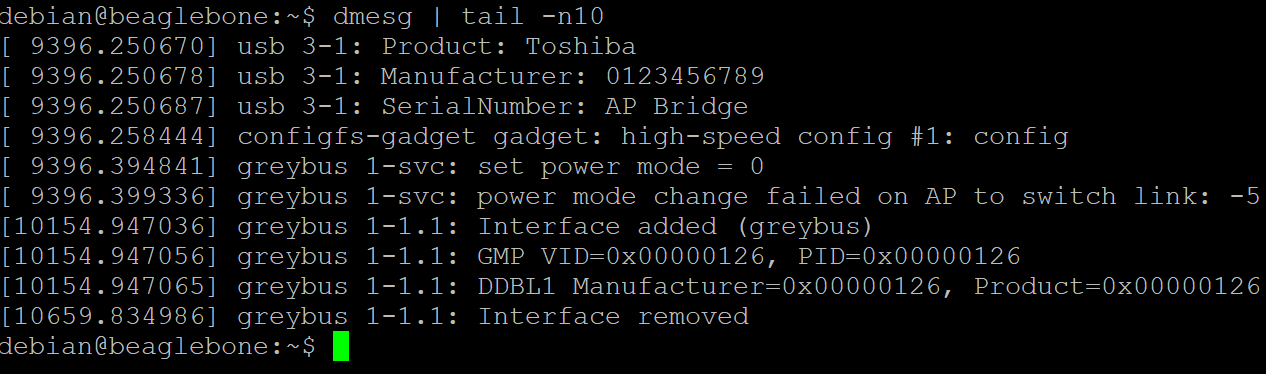 debian@beaglebone:~$ dmesg | tail -n10
[ 9396.250670] usb 3-1: Product: Toshiba
[ 9396.250678] usb 3-1: Manufacturer: 0123456789
[ 9396.250687] usb 3-1: SerialNumber: AP Bridge
[ 9396.258444] configfs-gadget gadget: high-speed config #1: config
[ 9396.394841] greybus 1-svc: set power mode = 0
[ 9396.399336] greybus 1-svc: power mode change failed on AP to switch link: -5
[10154.947036] greybus 1-1.1: Interface added (greybus)
[10154.947056] greybus 1-1.1: GMP VID=0x00000126, PID=0x00000126
[10154.947065] greybus 1-1.1: DDBL1 Manufacturer=0x00000126, Product=0x00000126
[10659.834986] greybus 1-1.1: Interface removed
debian@beaglebone:~$